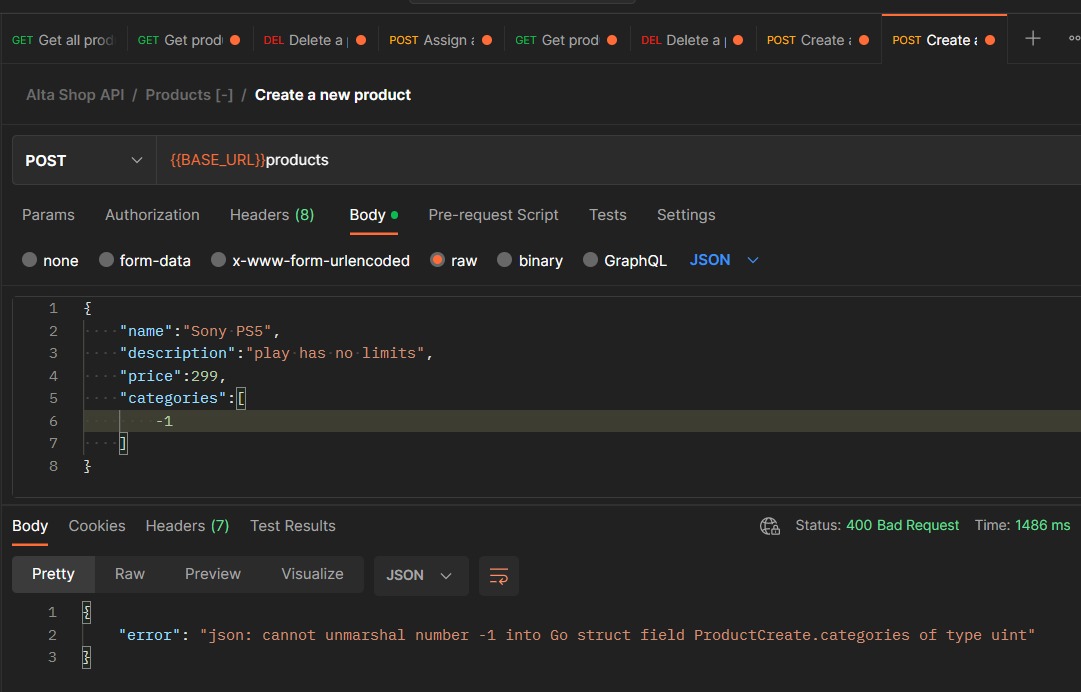 GET Get all prod GET Get prod DEL Delete a POST Assign a GET Get prod DEL Delete a POST Create a POST Create a
Alta Shop API / Products [-] / Create a new product
POST {{BASE_URL}}products
Params Authorization Headers (8) Body Pre-request Script Tests Settings
none form-data x-www-form-urlencoded raw binary GraphQL JSON
1 {
2 "name":"Sony PS5",
3 "description":"play has no limits",
4 "price":299,
5 "categories":[
6 -1
7 ]
8 }
Body Cookies Headers (7) Test Results Status: 400 Bad Request Time: 1486 ms
Pretty Raw Preview Visualize JSON
1 {
2 "error": "json: cannot unmarshal number -1 into Go struct field ProductCreate.categories of type uint"
3 }